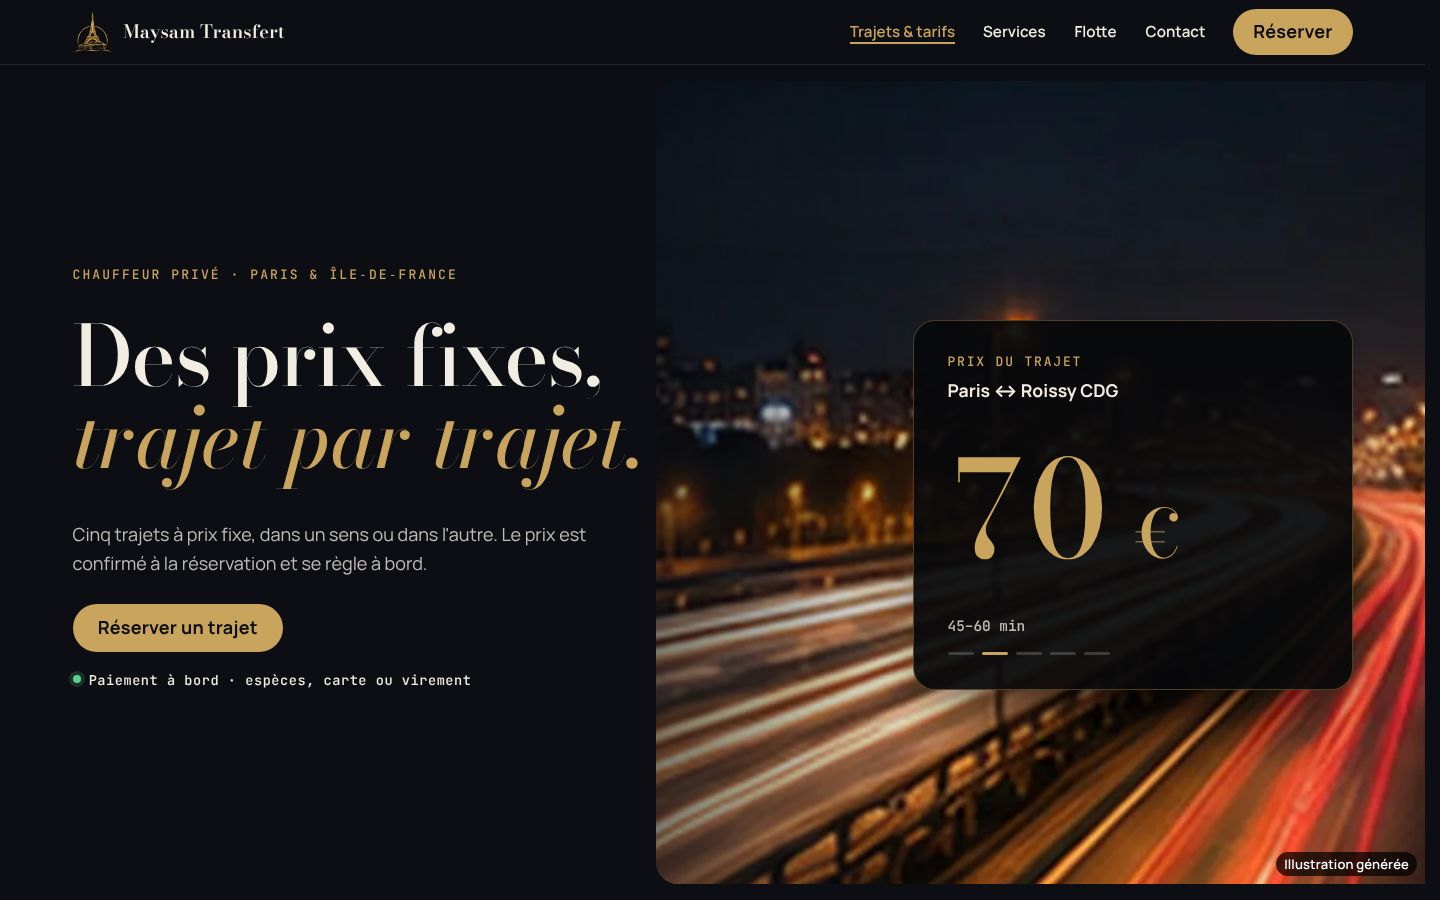 Maysam Transfert
Trajets & tarifs
Services
Flotte
Contact
Réserver
CHAUFFEUR PRIVÉ · PARIS & ÎLE-DE-FRANCE
Des prix fixes,
trajet par trajet.
Cinq trajets à prix fixe, dans un sens ou dans l'autre. Le prix est
confirmé à la réservation et se règle à bord.
Réserver un trajet
Paiement à bord · espèces, carte ou virement
PRIX DU TRAJET
Paris ↔ Roissy CDG
70 €
45–60 min
Illustration générée